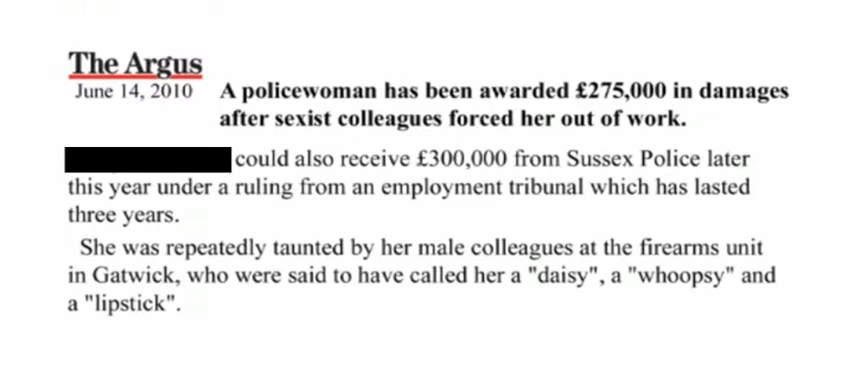 The Argus
June 14, 2010
A policewoman has been awarded £275,000 in damages
after sexist colleagues forced her out of work.
could also receive £300,000 from Sussex Police later
this year under a ruling from an employment tribunal which has lasted
three years.
She was repeatedly taunted by her male colleagues at the firearms unit
in Gatwick, who were said to have called her a "daisy", a "whoopsy" and
a "lipstick".